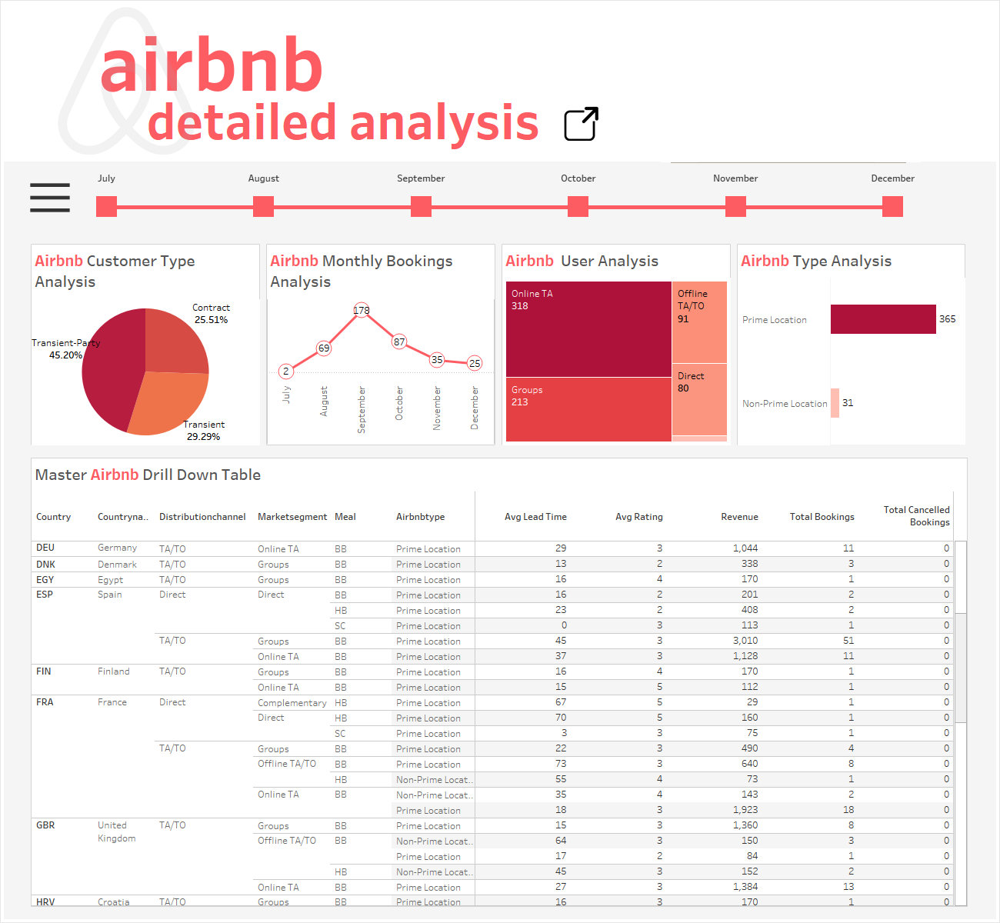 airbnb
detailed analysis
July August September October November December
Airbnb Customer Type
Analysis
Contract
25.51%
Transient-Party
45.20%
Transient
29.29%
Airbnb Monthly Bookings
Analysis
178
87
69
35
25
2
July August September October November December
Airbnb User Analysis
Online TA
318
Offline
TA/TO
91
Groups
213
Direct
80
Airbnb Type Analysis
Prime Location 365
Non-Prime Location 31
Master Airbnb Drill Down Table
Country Countryna.. Distributionchannel Marketsegment Meal Airbnbtype Avg Lead Time Avg Rating Revenue Total Bookings Total Cancelled
Bookings
DEU Germany TA/TO Online TA BB Prime Location 29 3 1,044 11 0
DNK Denmark TA/TO Groups BB Prime Location 13 2 338 3 0
EGY Egypt TA/TO Groups BB Prime Location 16 4 170 1 0
ESP Spain Direct Direct BB Prime Location 16 2 201 2 0
HB Prime Location 23 2 408 2 0
SC Prime Location 0 3 113 1 0
TA/TO Groups BB Prime Location 45 3 3,010 51 0
Online TA BB Prime Location 37 3 1,128 11 0
FIN Finland TA/TO Groups BB Prime Location 16 4 170 1 0
Online TA BB Prime Location 15 5 112 1 0
FRA France Direct Complementary HB Prime Location 67 5 29 1 0
Direct HB Prime Location 70 5 160 1 0
SC Prime Location 3 3 75 1 0
TA/TO Groups BB Prime Location 22 3 490 4 0
Offline TA/TO BB Prime Location 73 3 640 8 0
HB Non-Prime Locat.. 55 4 73 1 0
Online TA BB Non-Prime Locat.. 35 4 143 2 0
Prime Location 18 3 1,923 18 0
GBR United TA/TO Groups BB Prime Location 15 3 1,360 8 0
Kingdom Offline TA/TO BB Non-Prime Locat.. 64 3 150 3 0
Prime Location 17 2 84 1 0
HB Non-Prime Locat.. 45 3 152 2 0
Online TA BB Prime Location 27 3 1,384 13 0
HRV Croatia TA/TO Groups BB Prime Location 16 3 170 1 0